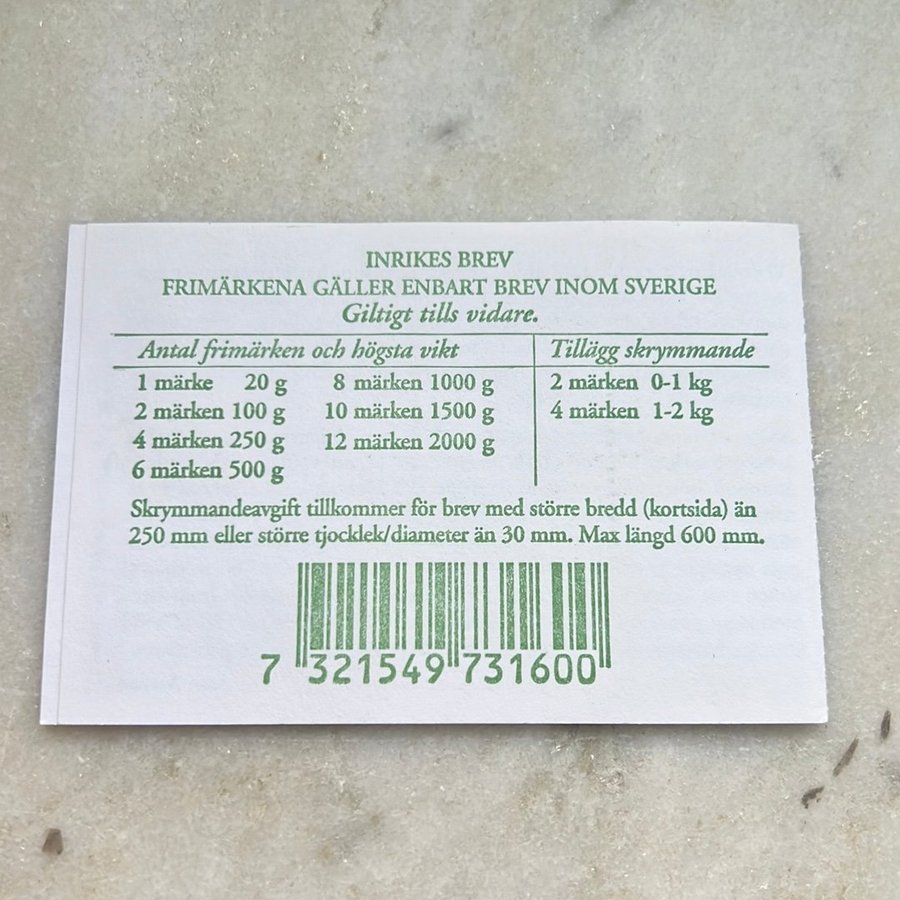 INRIKES BREV
FRIMÄRKENA GÄLLER ENBART BREV INOM SVERIGE
Giltigt tills vidare.
Antal frimärken och högsta vikt Tillägg skrymmande
1 märke 20 g 8 märken 1000 g 2 märken 0-1 kg
2 märken 100 g 10 märken 1500 g 4 märken 1-2 kg
4 märken 250 g 12 märken 2000 g
6 märken 500 g
Skrymmandeavgift tillkommer för brev med större bredd (kortsida) än
250 mm eller större tjocklek/diameter än 30 mm. Max längd 600 mm.
7 321549 731600